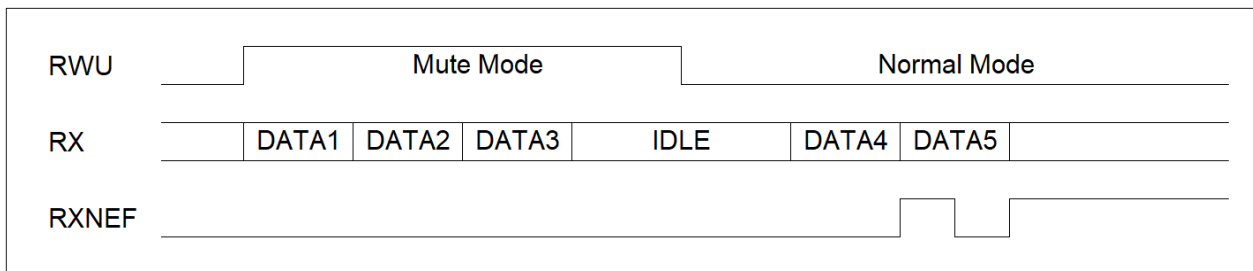 RWU Mute Mode Normal Mode
RX DATA1 DATA2 DATA3 IDLE DATA4 DATA5
RXNEF